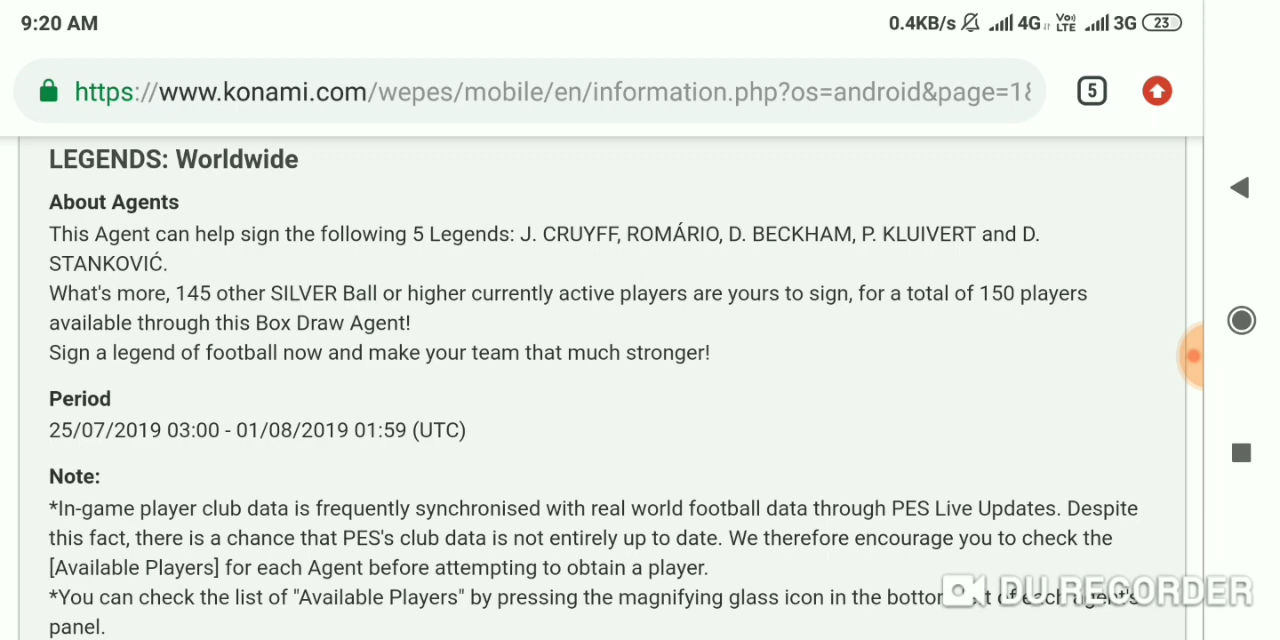 9:20 AM
0.4KB/s 4G Vo)) LTE 3G 23
https://www.konami.com/wepes/mobile/en/information.php?os=android&page=18
5
LEGENDS: Worldwide
About Agents
This Agent can help sign the following 5 Legends: J. CRUYFF, ROMÁRIO, D. BECKHAM, P. KLUIVERT and D.
STANKOVIĆ.
What's more, 145 other SILVER Ball or higher currently active players are yours to sign, for a total of 150 players
available through this Box Draw Agent!
Sign a legend of football now and make your team that much stronger!
Period
25/07/2019 03:00 - 01/08/2019 01:59 (UTC)
Note:
*In-game player club data is frequently synchronised with real world football data through PES Live Updates. Despite
this fact, there is a chance that PES's club data is not entirely up to date. We therefore encourage you to check the
[Available Players] for each Agent before attempting to obtain a player.
*You can check the list of "Available Players" by pressing the magnifying glass icon in the bottom of each agent's
panel.
DU RECORDER